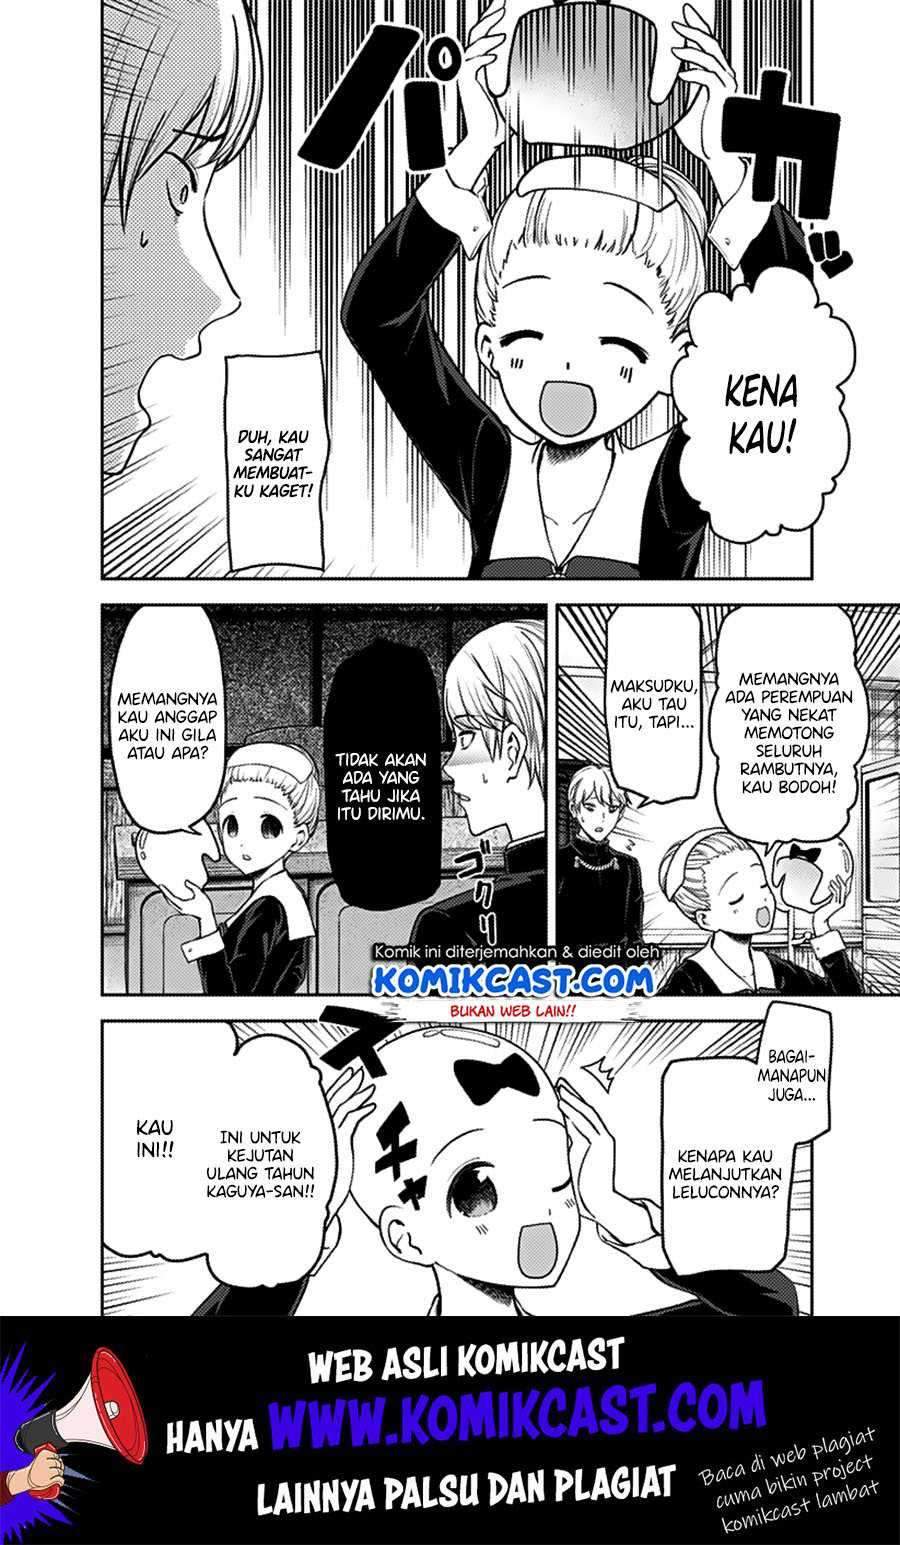 パ
カ
ッ
KENA
KAU!
DUH, KAU
SANGAT
MEMBUAT-
KU KAGET!
MEMANGNYA
ADA PEREMPUAN
YANG NEKAT
MEMOTONG
SELURUH
RAMBUTNYA,
KAU BODOH!
MAKSUDKU,
AKU TAU
ITU, TAPI...
TIDAK AKAN
ADA YANG
TAHU JIKA
ITU DIRIMU.
MEMANGNYA
KAU ANGGAP
AKU INI GILA
ATAU APA?
ゴクリ
Komik ini diterjemahkan & diedit oleh
KOMIKCAST.COM
BUKAN WEB LAIN!!
BAGAI-
MANAPUN
JUGA...
KENAPA KAU
MELANJUTKAN
LELUCONNYA?
INI UNTUK
KEJUTAN
ULANG TAHUN
KAGUYA-SAN!!
KAU
INI!!
イチャ
WEB ASLI KOMIKCAST
HANYA WWW.KOMIKCAST.COM
LAINNYA PALSU DAN PLAGIAT
Baca di web plagiat
cuma bikin project
komikcast lambat